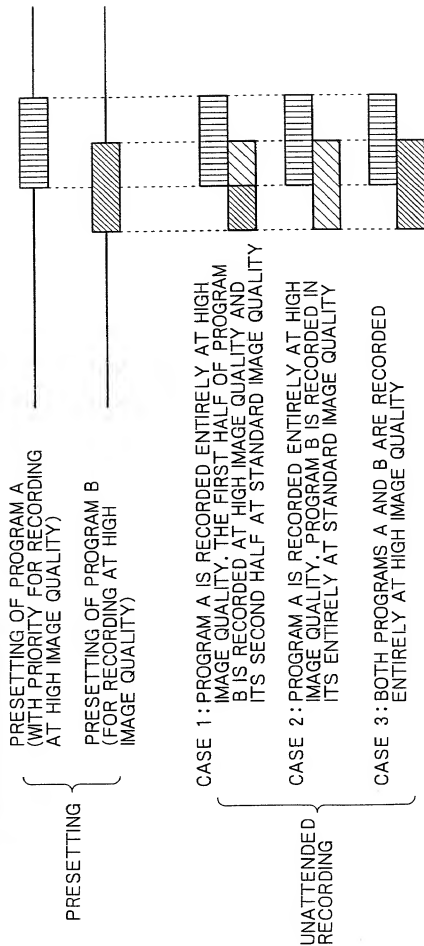 PRESETTING
PRESETTING OF PROGRAM A
(WITH PRIORITY FOR RECORDING
AT HIGH IMAGE QUALITY)
PRESETTING OF PROGRAM B
(FOR RECORDING AT HIGH
IMAGE QUALITY)
UNATTENDED
RECORDING
CASE 1: PROGRAM A IS RECORDED ENTIRELY AT HIGH
IMAGE QUALITY. THE FIRST HALF OF PROGRAM
B IS RECORDED AT HIGH IMAGE QUALITY AND
ITS SECOND HALF AT STANDARD IMAGE QUALITY
CASE 2: PROGRAM A IS RECORDED ENTIRELY AT HIGH
IMAGE QUALITY. PROGRAM B IS RECORDED IN
ITS ENTIRELY AT STANDARD IMAGE QUALITY
CASE 3: BOTH PROGRAMS A AND B ARE RECORDED
ENTIRELY AT HIGH IMAGE QUALITY